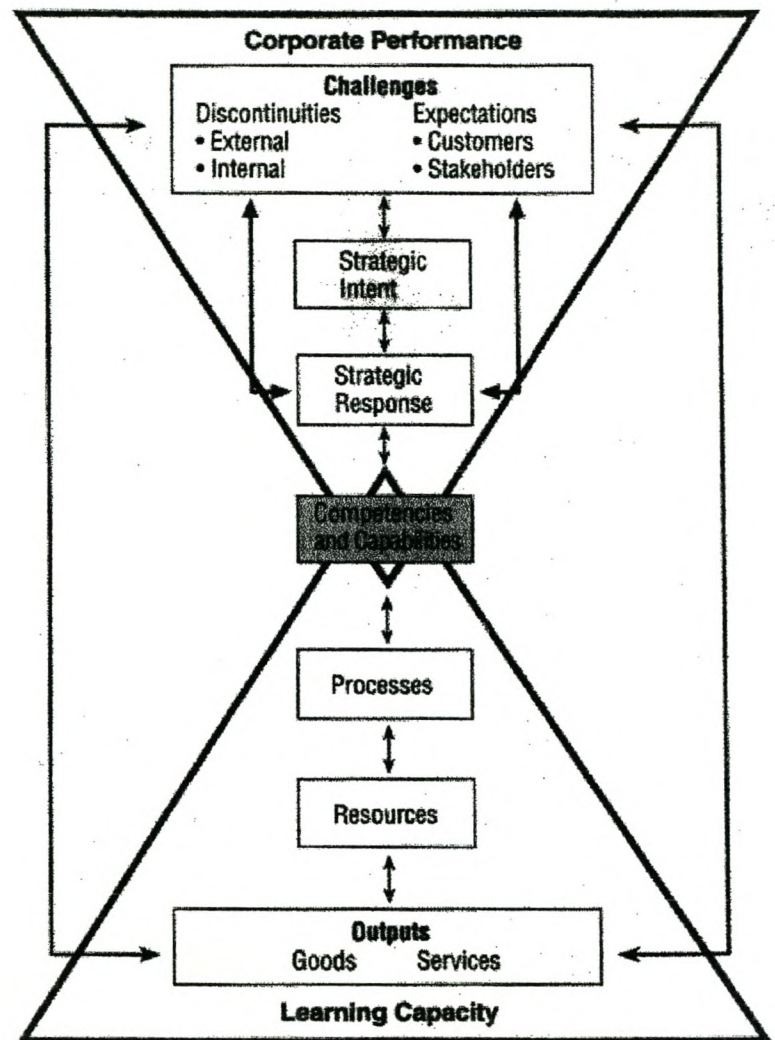 Corporate Performance
Challenges
Discontinuities Expectations
• External • Customers
• Internal • Stakeholders
Strategic
Intent
Strategic
Response
Competencies
and Capabilities
Processes
Resources
Outputs
Goods Services
Learning Capacity